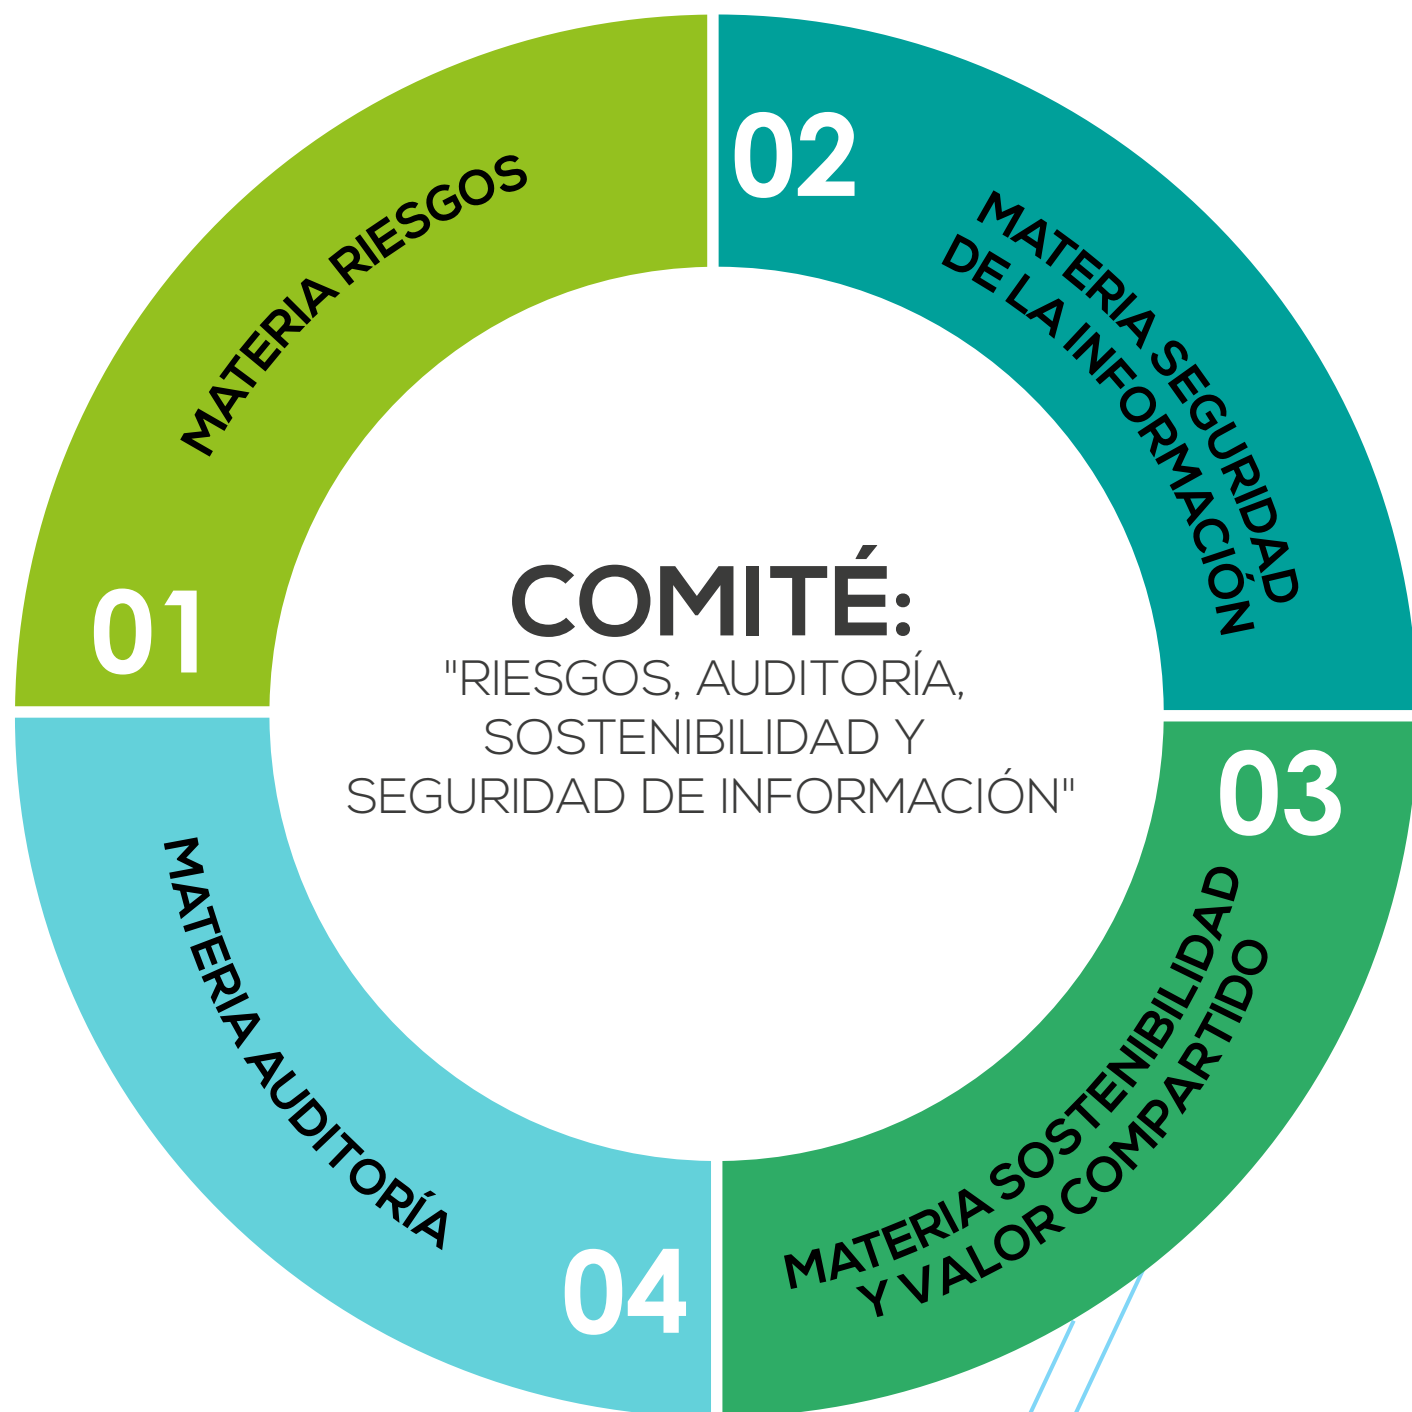 COMITÉ:
"RIESGOS, AUDITORÍA,
SOSTENIBILIDAD Y
SEGURIDAD DE INFORMACIÓN"
01
MATERIA RIESGOS
02
MATERIA SEGURIDAD
DE LA INFORMACIÓN
03
MATERIA SOSTENIBILIDAD
Y VALOR COMPARTIDO
04
MATERIA AUDITORÍA